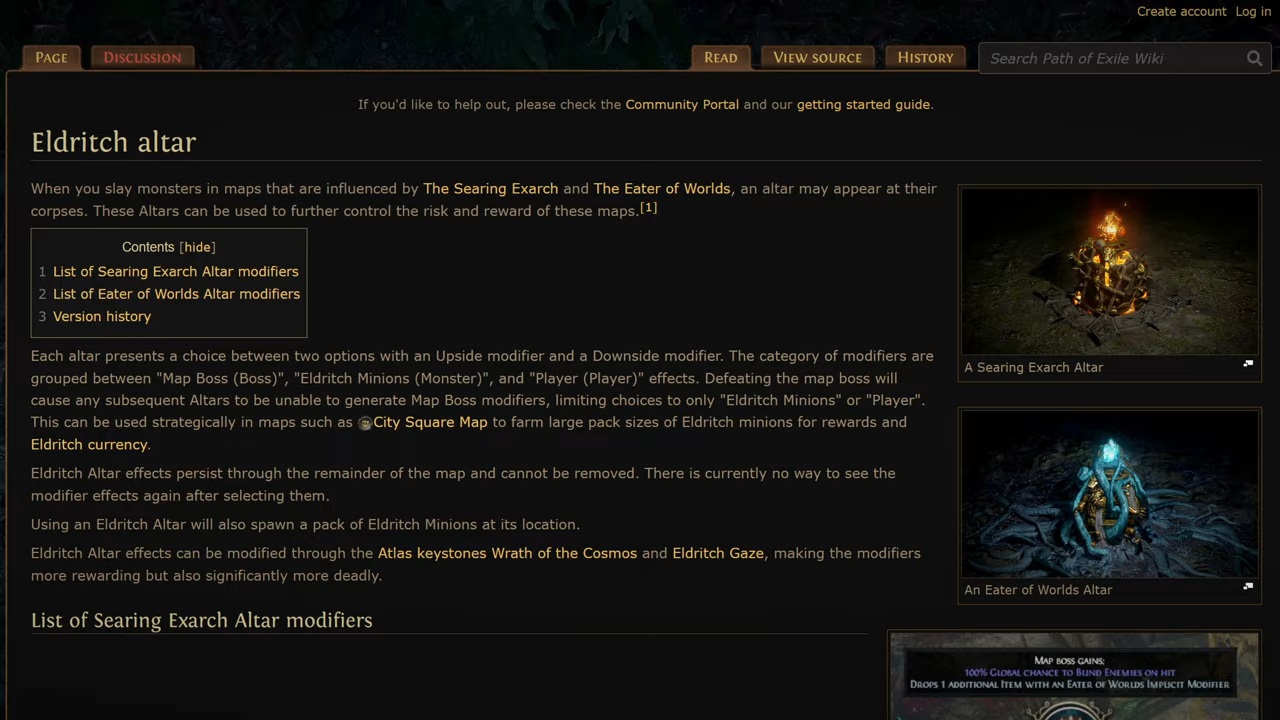 Create account Log in
PAGE DISCUSSION READ VIEW SOURCE HISTORY Search Path of Exile Wiki
If you'd like to help out, please check the Community Portal and our getting started guide.
Eldritch altar
When you slay monsters in maps that are influenced by The Searing Exarch and The Eater of Worlds, an altar may appear at their
corpses. These Altars can be used to further control the risk and reward of these maps.[1]
Contents [hide]
1 List of Searing Exarch Altar modifiers
2 List of Eater of Worlds Altar modifiers
3 Version history
A Searing Exarch Altar
Each altar presents a choice between two options with an Upside modifier and a Downside modifier. The category of modifiers are
grouped between "Map Boss (Boss)", "Eldritch Minions (Monster)", and "Player (Player)" effects. Defeating the map boss will
cause any subsequent Altars to be unable to generate Map Boss modifiers, limiting choices to only "Eldritch Minions" or "Player".
This can be used strategically in maps such as City Square Map to farm large pack sizes of Eldritch minions for rewards and
Eldritch currency.
Eldritch Altar effects persist through the remainder of the map and cannot be removed. There is currently no way to see the
modifier effects again after selecting them.
Using an Eldritch Altar will also spawn a pack of Eldritch Minions at its location.
Eldritch Altar effects can be modified through the Atlas keystones Wrath of the Cosmos and Eldritch Gaze, making the modifiers
more rewarding but also significantly more deadly.
An Eater of Worlds Altar
List of Searing Exarch Altar modifiers
MAP BOSS GAINS:
100% GLOBAL CHANCE TO BLIND ENEMIES ON HIT
DROPS 1 ADDITIONAL ITEM WITH AN EATER OF WORLDS IMPLICIT MODIFIER